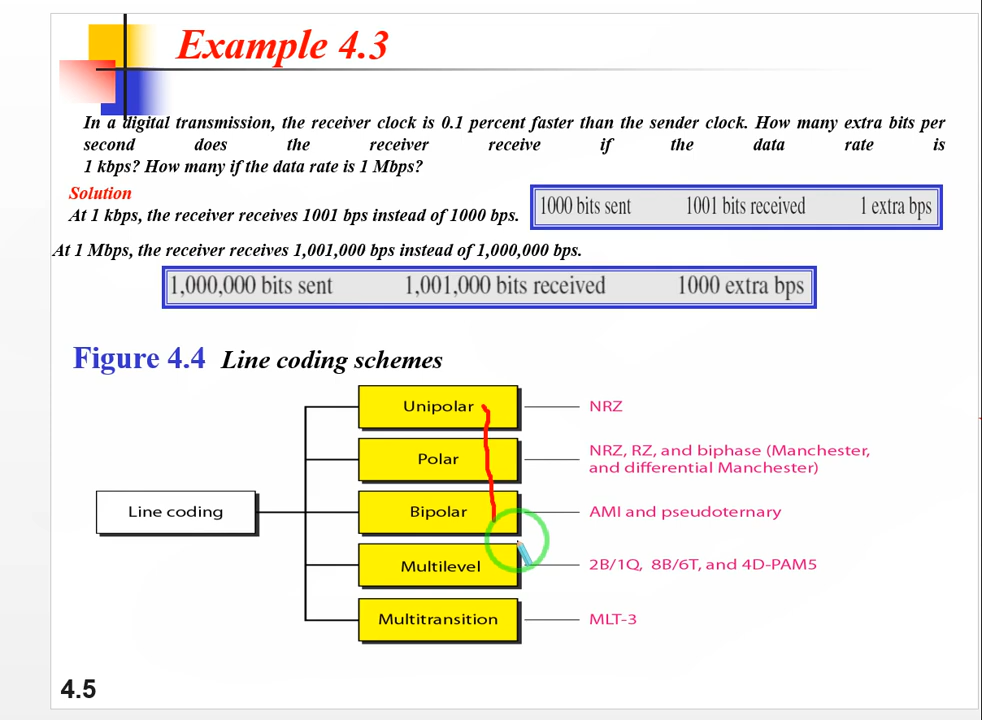 Example 4.3
In a digital transmission, the receiver clock is 0.1 percent faster than the sender clock. How many extra bits per
second does the receiver receive if the data rate is
1 kbps? How many if the data rate is 1 Mbps?
Solution
At 1 kbps, the receiver receives 1001 bps instead of 1000 bps.
1000 bits sent 1001 bits received 1 extra bps
At 1 Mbps, the receiver receives 1,001,000 bps instead of 1,000,000 bps.
1,000,000 bits sent 1,001,000 bits received 1000 extra bps
Figure 4.4 Line coding schemes
Line coding
Unipolar NRZ
Polar NRZ, RZ, and biphase (Manchester,
and differential Manchester)
Bipolar AMI and pseudoternary
Multilevel 2B/1Q, 8B/6T, and 4D-PAM5
Multitransition MLT-3
4.5